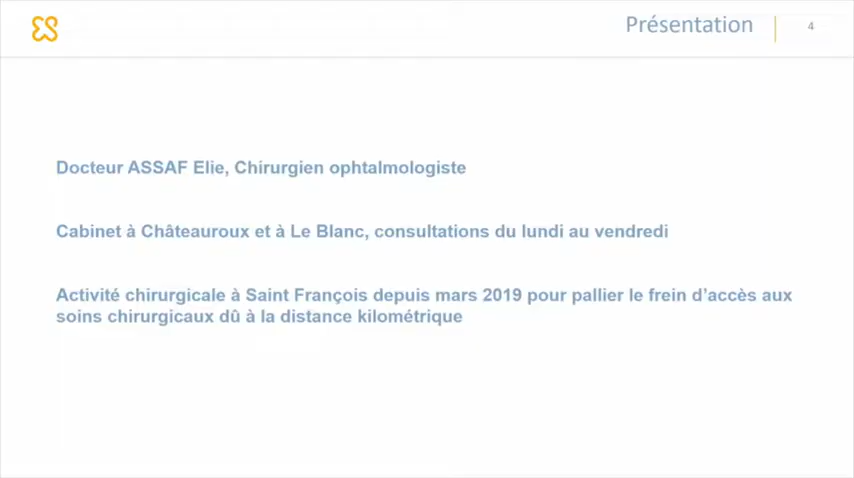 Présentation
4
Docteur ASSAF Elie, Chirurgien ophtalmologiste
Cabinet à Châteauroux et à Le Blanc, consultations du lundi au vendredi
Activité chirurgicale à Saint François depuis mars 2019 pour pallier le frein d’accès aux
soins chirurgicaux dû à la distance kilométrique